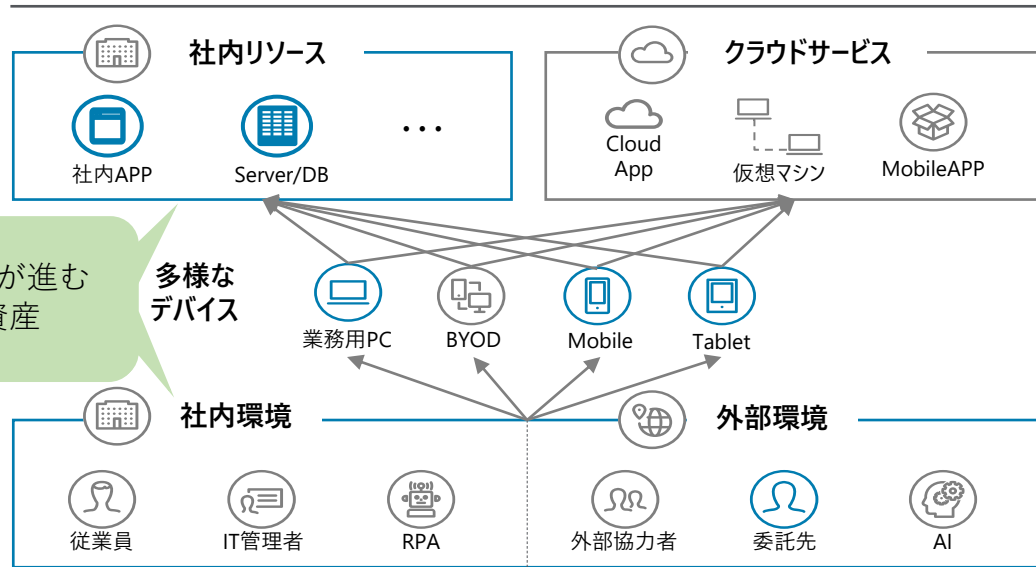 社内リソース
クラウドサービス
社内APP
Server/DB
・・・
Cloud
App
仮想マシン
MobileAPP
が進む
資産
多様な
デバイス
業務用PC
BYOD
Mobile
Tablet
社内環境
外部環境
従業員
IT管理者
RPA
外部協力者
委託先
AI